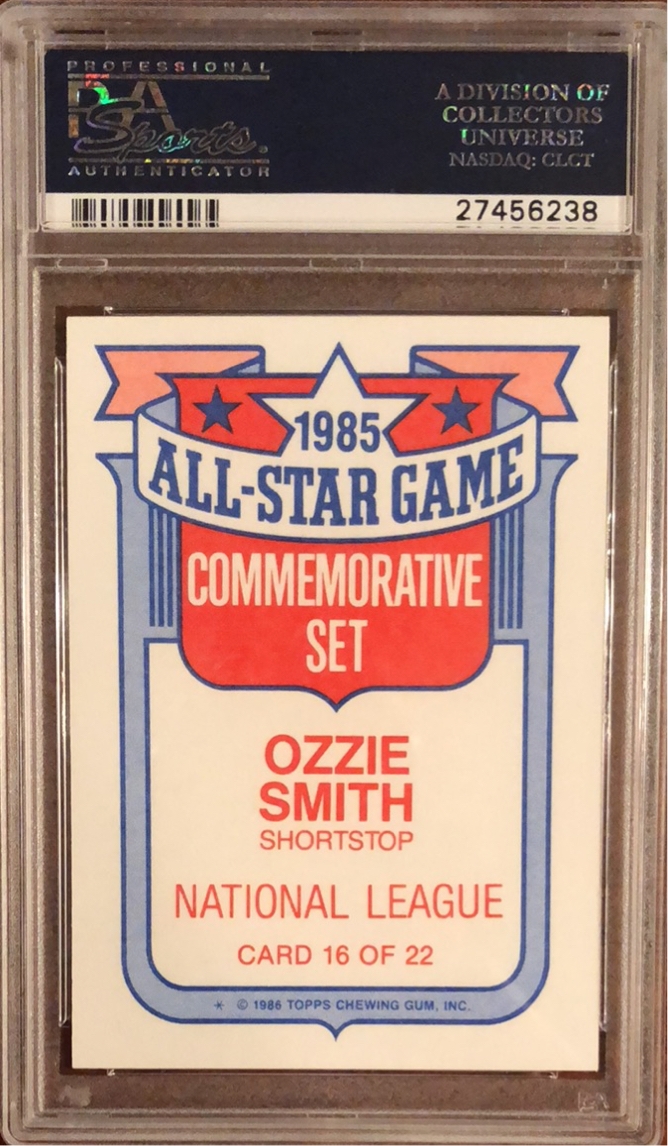 PROFESSIONAL
PSA
Sports
AUTHENTICATOR
A DIVISION OF
COLLECTORS
UNIVERSE
NASDAQ: CLCT
27456238
1985
ALL-STAR GAME
COMMEMORATIVE
SET
OZZIE
SMITH
SHORTSTOP
NATIONAL LEAGUE
CARD 16 OF 22
* © 1986 TOPPS CHEWING GUM, INC.